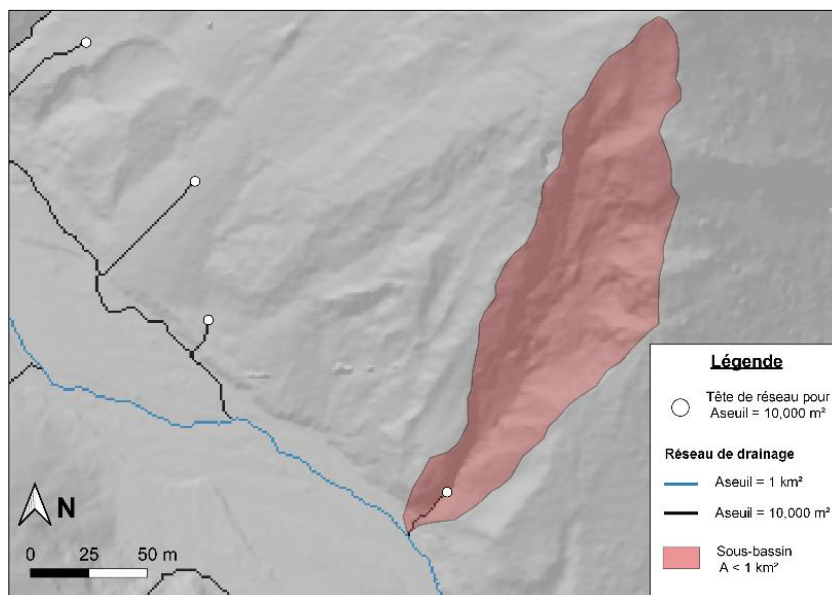 Légende
Tête de réseau pour
Aseuil = 10,000 m²
Réseau de drainage
Aseuil = 1 km²
Aseuil = 10,000 m²
Sous-bassin
A < 1 km²
N
0 25 50 m